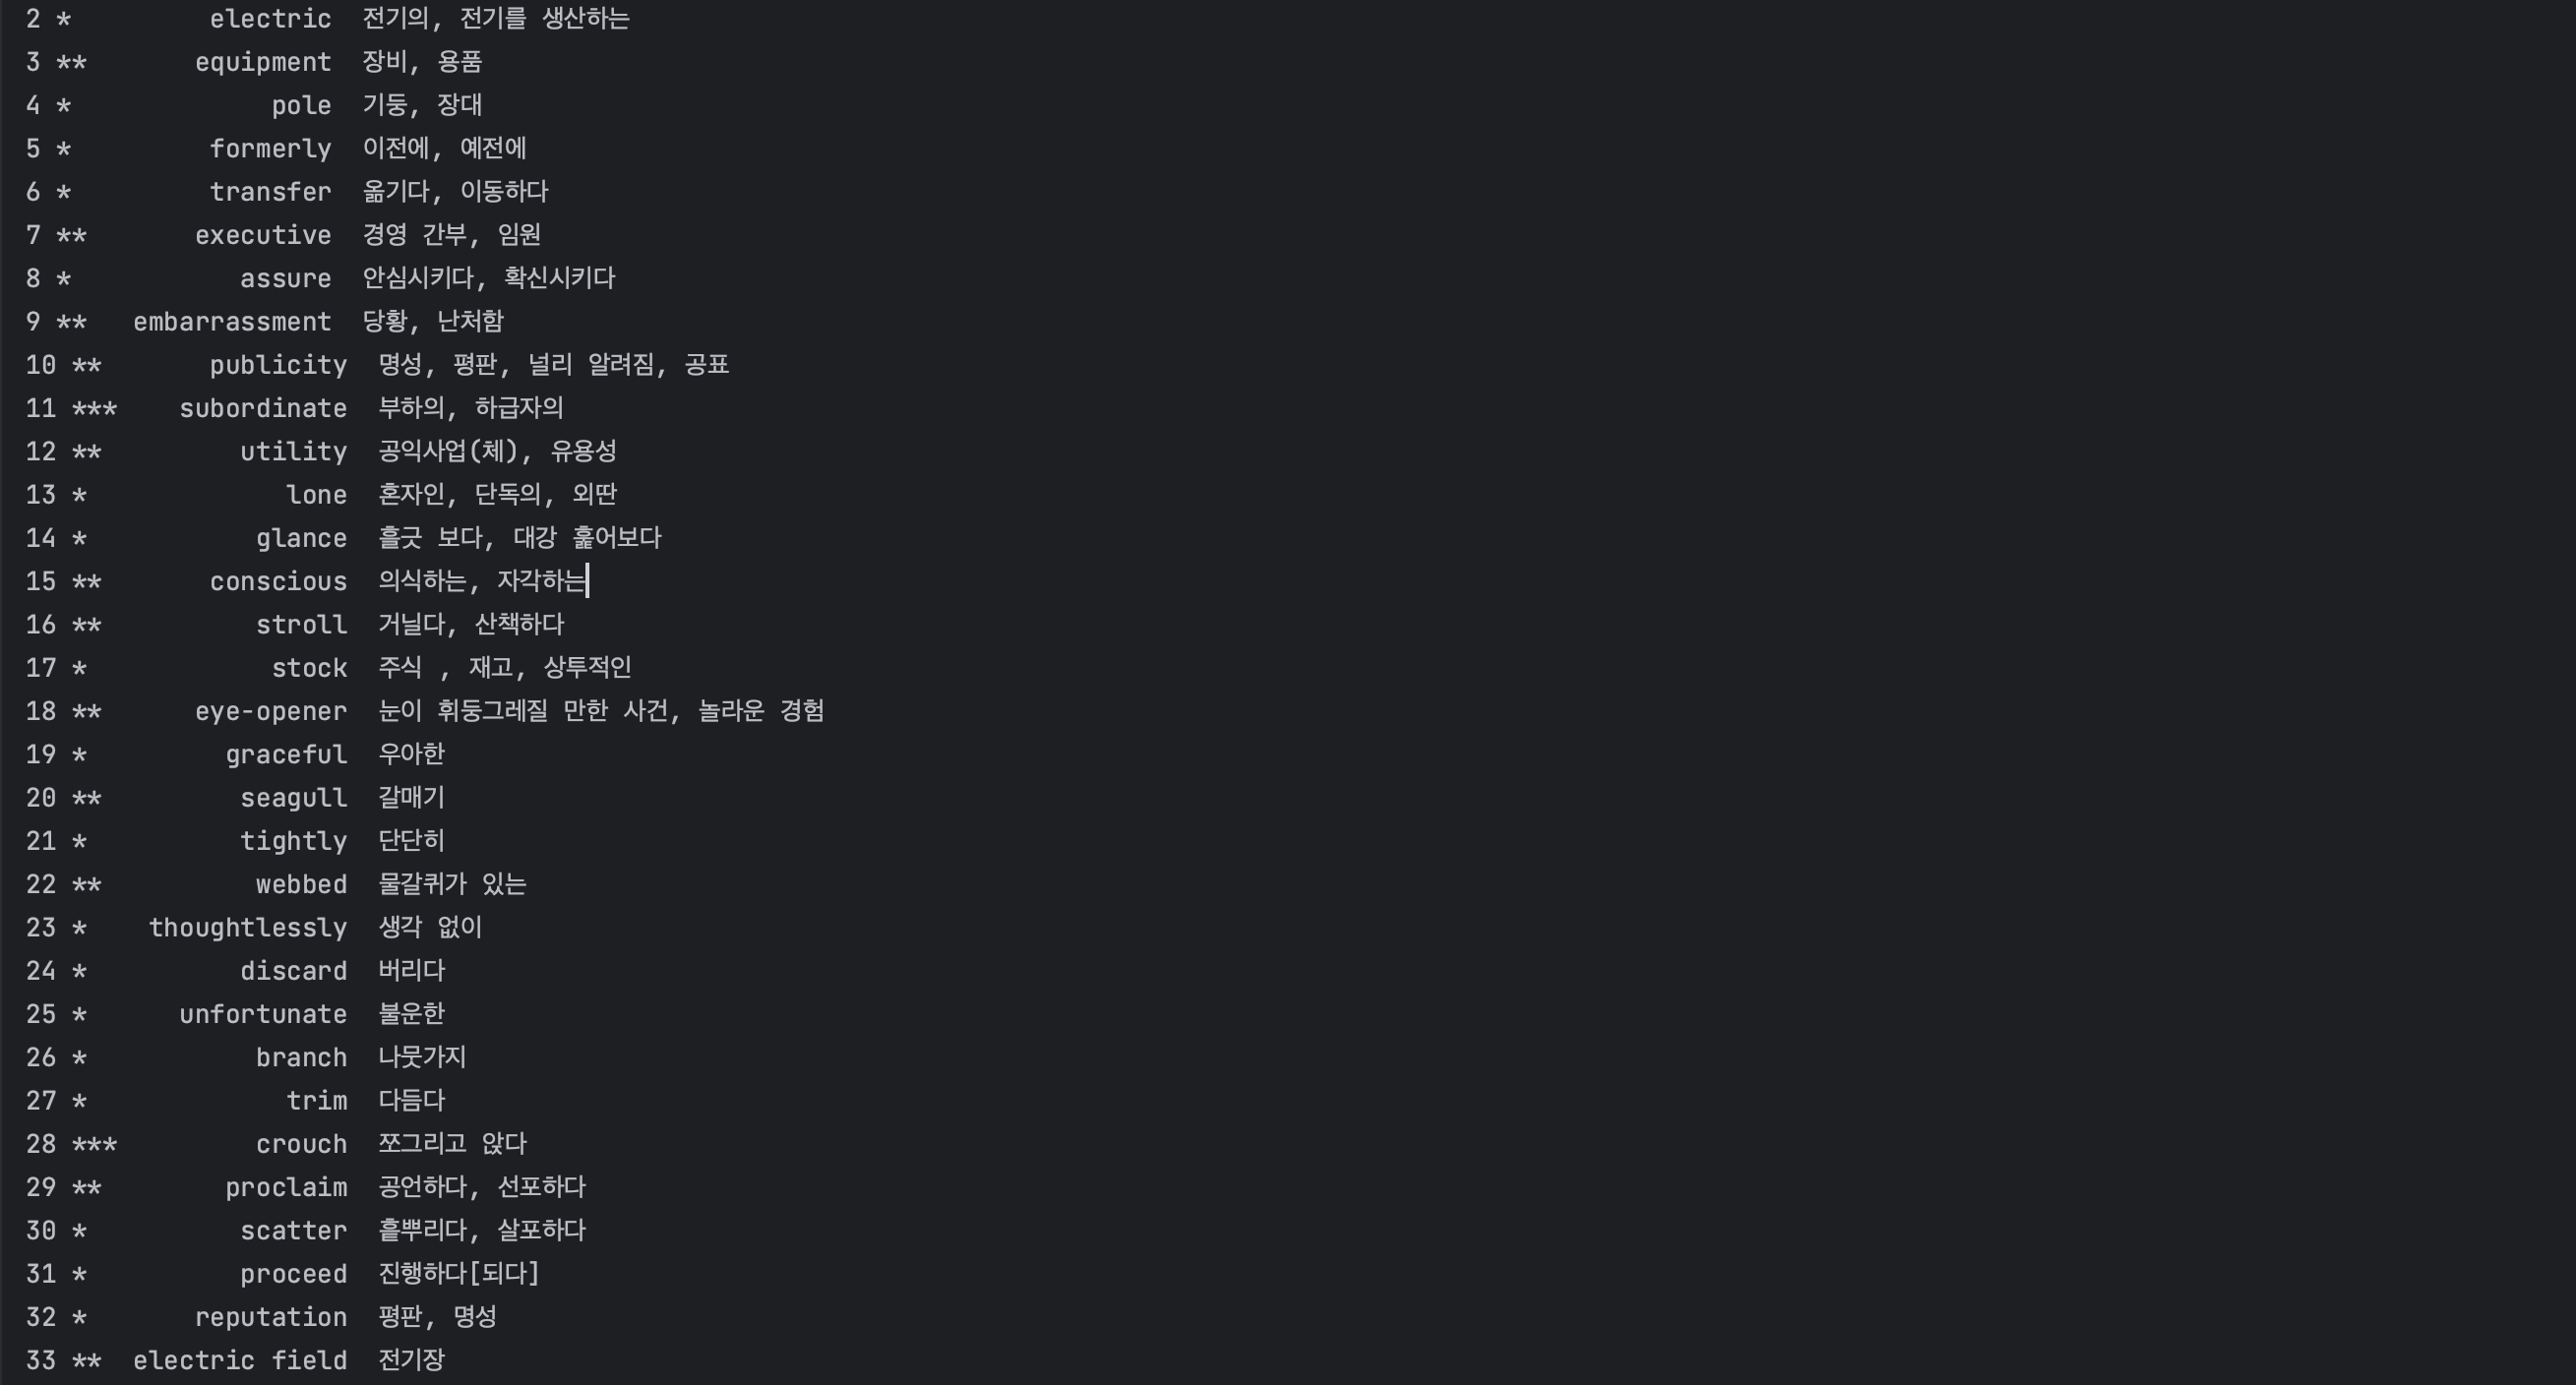 2 * electric 전기의, 전기를 생산하는
3 ** equipment 장비, 용품
4 * pole 기둥, 장대
5 * formerly 이전에, 예전에
6 * transfer 옮기다, 이동하다
7 ** executive 경영 간부, 임원
8 * assure 안심시키다, 확신시키다
9 ** embarrassment 당황, 난처함
10 ** publicity 명성, 평판, 널리 알려짐, 공표
11 *** subordinate 부하의, 하급자의
12 ** utility 공익사업(체), 유용성
13 * lone 혼자인, 단독의, 외딴
14 * glance 흘긋 보다, 대강 훑어보다
15 ** conscious 의식하는, 자각하는
16 ** stroll 거닐다, 산책하다
17 * stock 주식 , 재고, 상투적인
18 ** eye-opener 눈이 휘둥그레질 만한 사건, 놀라운 경험
19 * graceful 우아한
20 ** seagull 갈매기
21 * tightly 단단히
22 ** webbed 물갈퀴가 있는
23 * thoughtlessly 생각 없이
24 * discard 버리다
25 * unfortunate 불운한
26 * branch 나뭇가지
27 * trim 다듬다
28 *** crouch 쪼그리고 앉다
29 ** proclaim 공언하다, 선포하다
30 * scatter 흩뿌리다, 살포하다
31 * proceed 진행하다[되다]
32 * reputation 평판, 명성
33 ** electric field 전기장